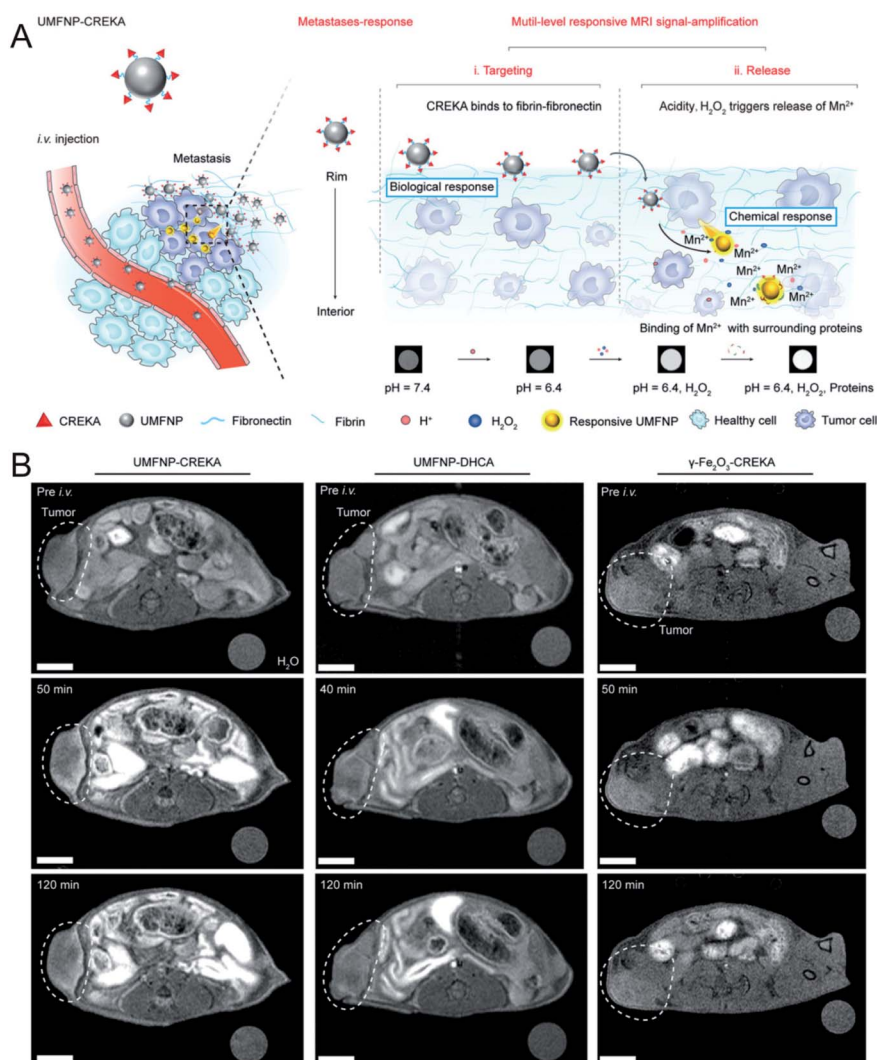 A
UMFNP-CREKA
Metastases-response
Mutil-level responsive MRI signal-amplification
i. Targeting
ii. Release
CREKA binds to fibrin-fibronectin
Acidity, H₂O₂ triggers release of Mn²⁺
i.v. injection
Metastasis
Rim
Interior
Biological response
Chemical response
Mn²⁺
Mn²⁺
Mn²⁺
Mn²⁺
Mn²⁺
Mn²⁺
Binding of Mn²⁺ with surrounding proteins
pH = 7.4
pH = 6.4
pH = 6.4, H₂O₂
pH = 6.4, H₂O₂, Proteins
CREKA
UMFNP
Fibronectin
Fibrin
H⁺
H₂O₂
Responsive UMFNP
Healthy cell
Tumor cell
B
UMFNP-CREKA
UMFNP-DHCA
γ-Fe₂O₃-CREKA
Pre i.v.
Tumor
H₂O
Pre i.v.
Tumor
Pre i.v.
Tumor
50 min
40 min
50 min
120 min
120 min
120 min